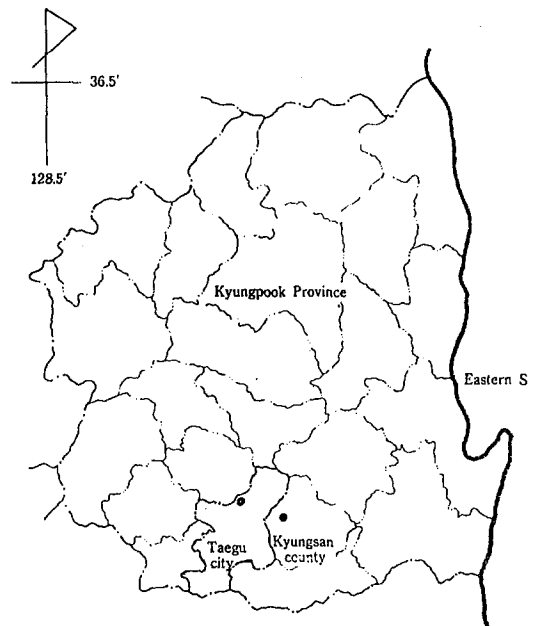 36.5′
128.5′
Kyungpook Province
Eastern S
Taegu
city
Kyungsan
county